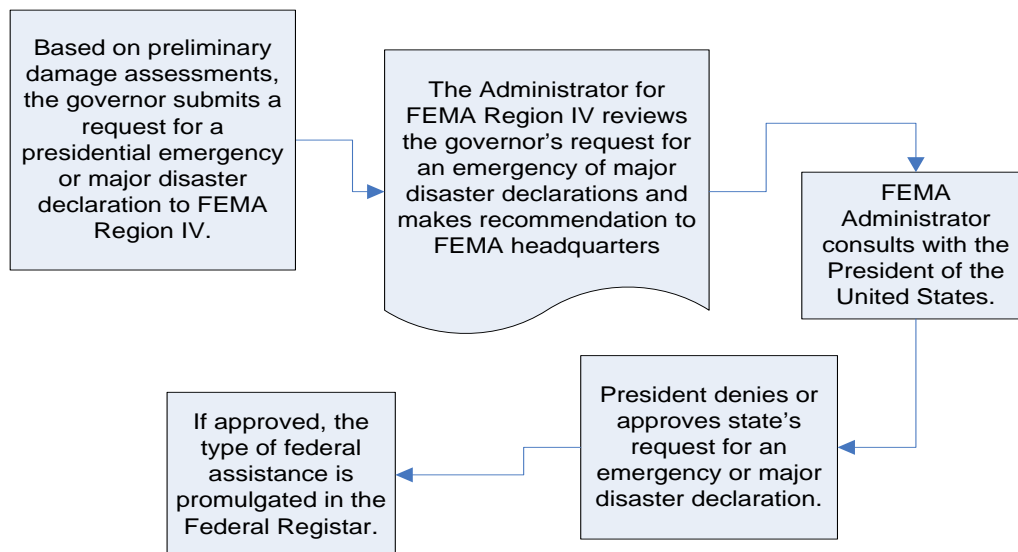 Based on preliminary
damage assessments,
the governor submits a
request for a
presidential emergency
or major disaster
declaration to FEMA
Region IV.
The Administrator for
FEMA Region IV reviews
the governor’s request for
an emergency of major
disaster declarations and
makes recommendation to
FEMA headquarters
FEMA
Administrator
consults with the
President of the
United States.
President denies or
approves state’s
request for an
emergency or major
disaster declaration.
If approved, the
type of federal
assistance is
promulgated in the
Federal Registar.